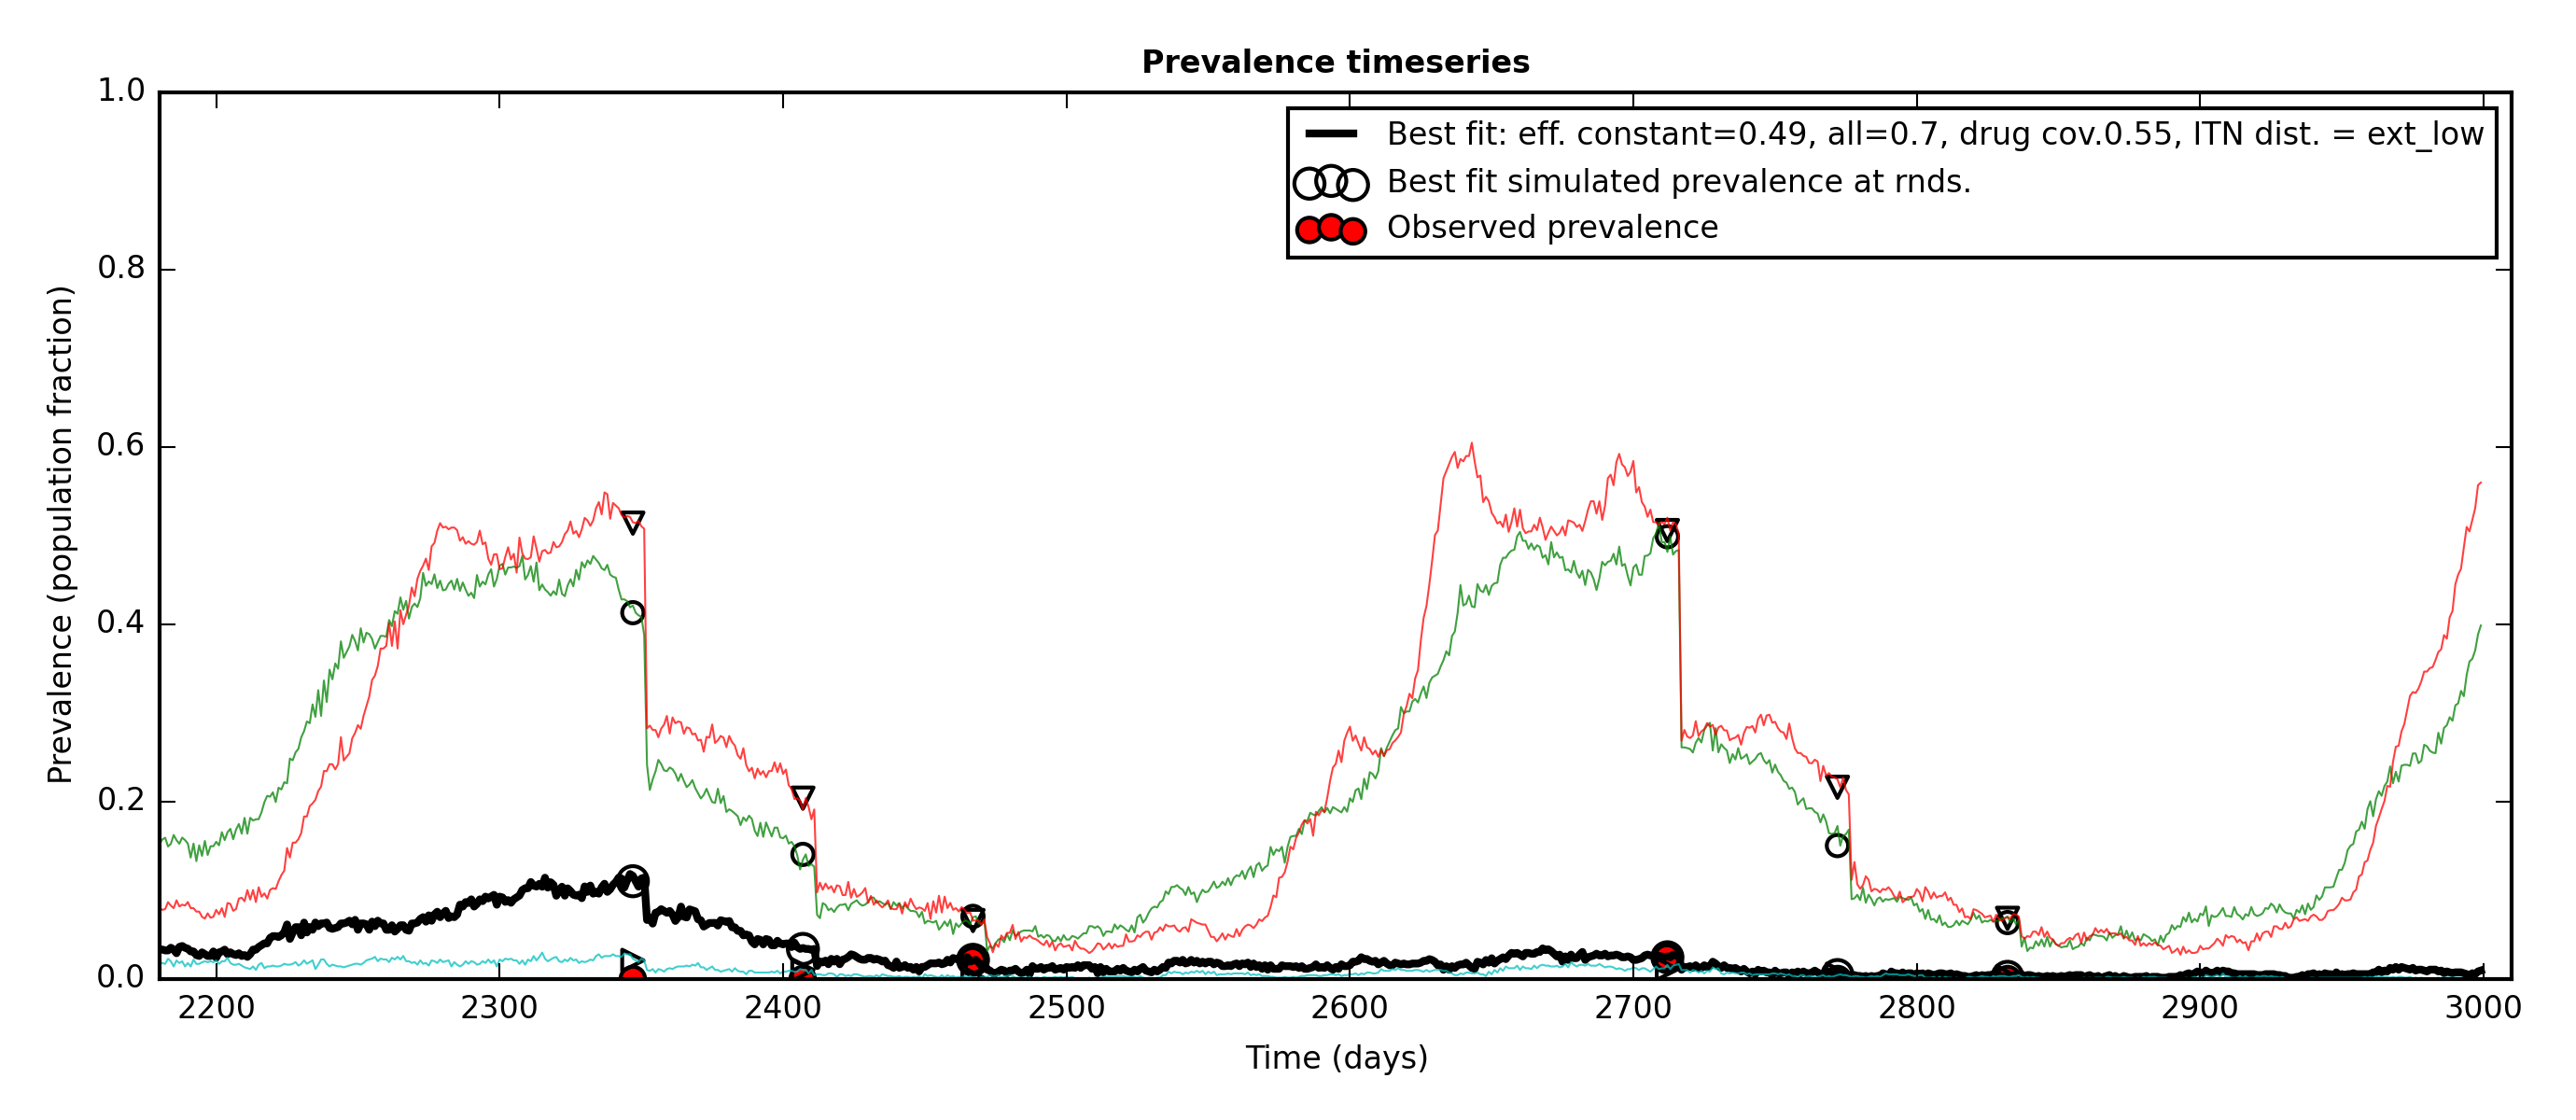 Prevalence timeseries
1.0
0.8
0.6
0.4
0.2
0.0
Prevalence (population fraction)
Best fit: eff. constant=0.49, all=0.7, drug cov.0.55, ITN dist. = ext_low
Best fit simulated prevalence at rnds.
Observed prevalence
2200 2300 2400 2500 2600 2700 2800 2900 3000
Time (days)